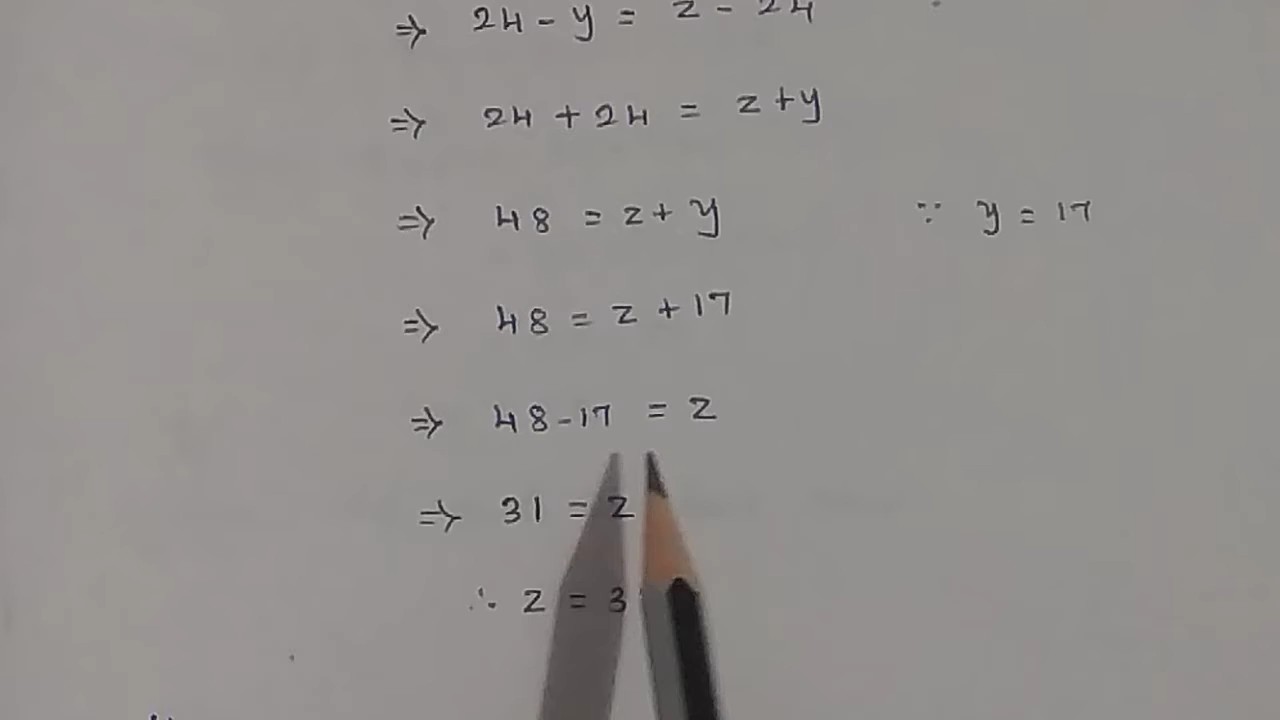 ⇒ 24 - y = z - 24
⇒ 24 + 24 = z + y
⇒ 48 = z + y ∵ y = 17
⇒ 48 = z + 17
⇒ 48 - 17 = z
⇒ 31 = z
∴ z = 3